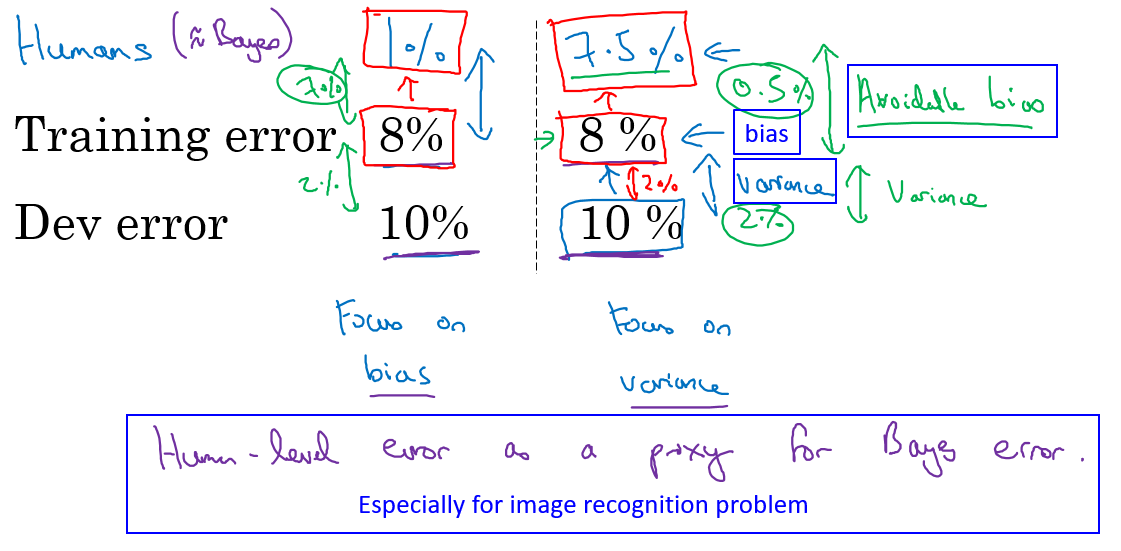 Humans (≈ Bayes) 1% 7.5%
7% 0.5% Avoidable bias
Training error 8% 8 % bias
2% 2% variance Variance
Dev error 10% 10 % 2%
Focus on Focus on
bias variance
Human-level error as a proxy for Bayes error.
Especially for image recognition problem